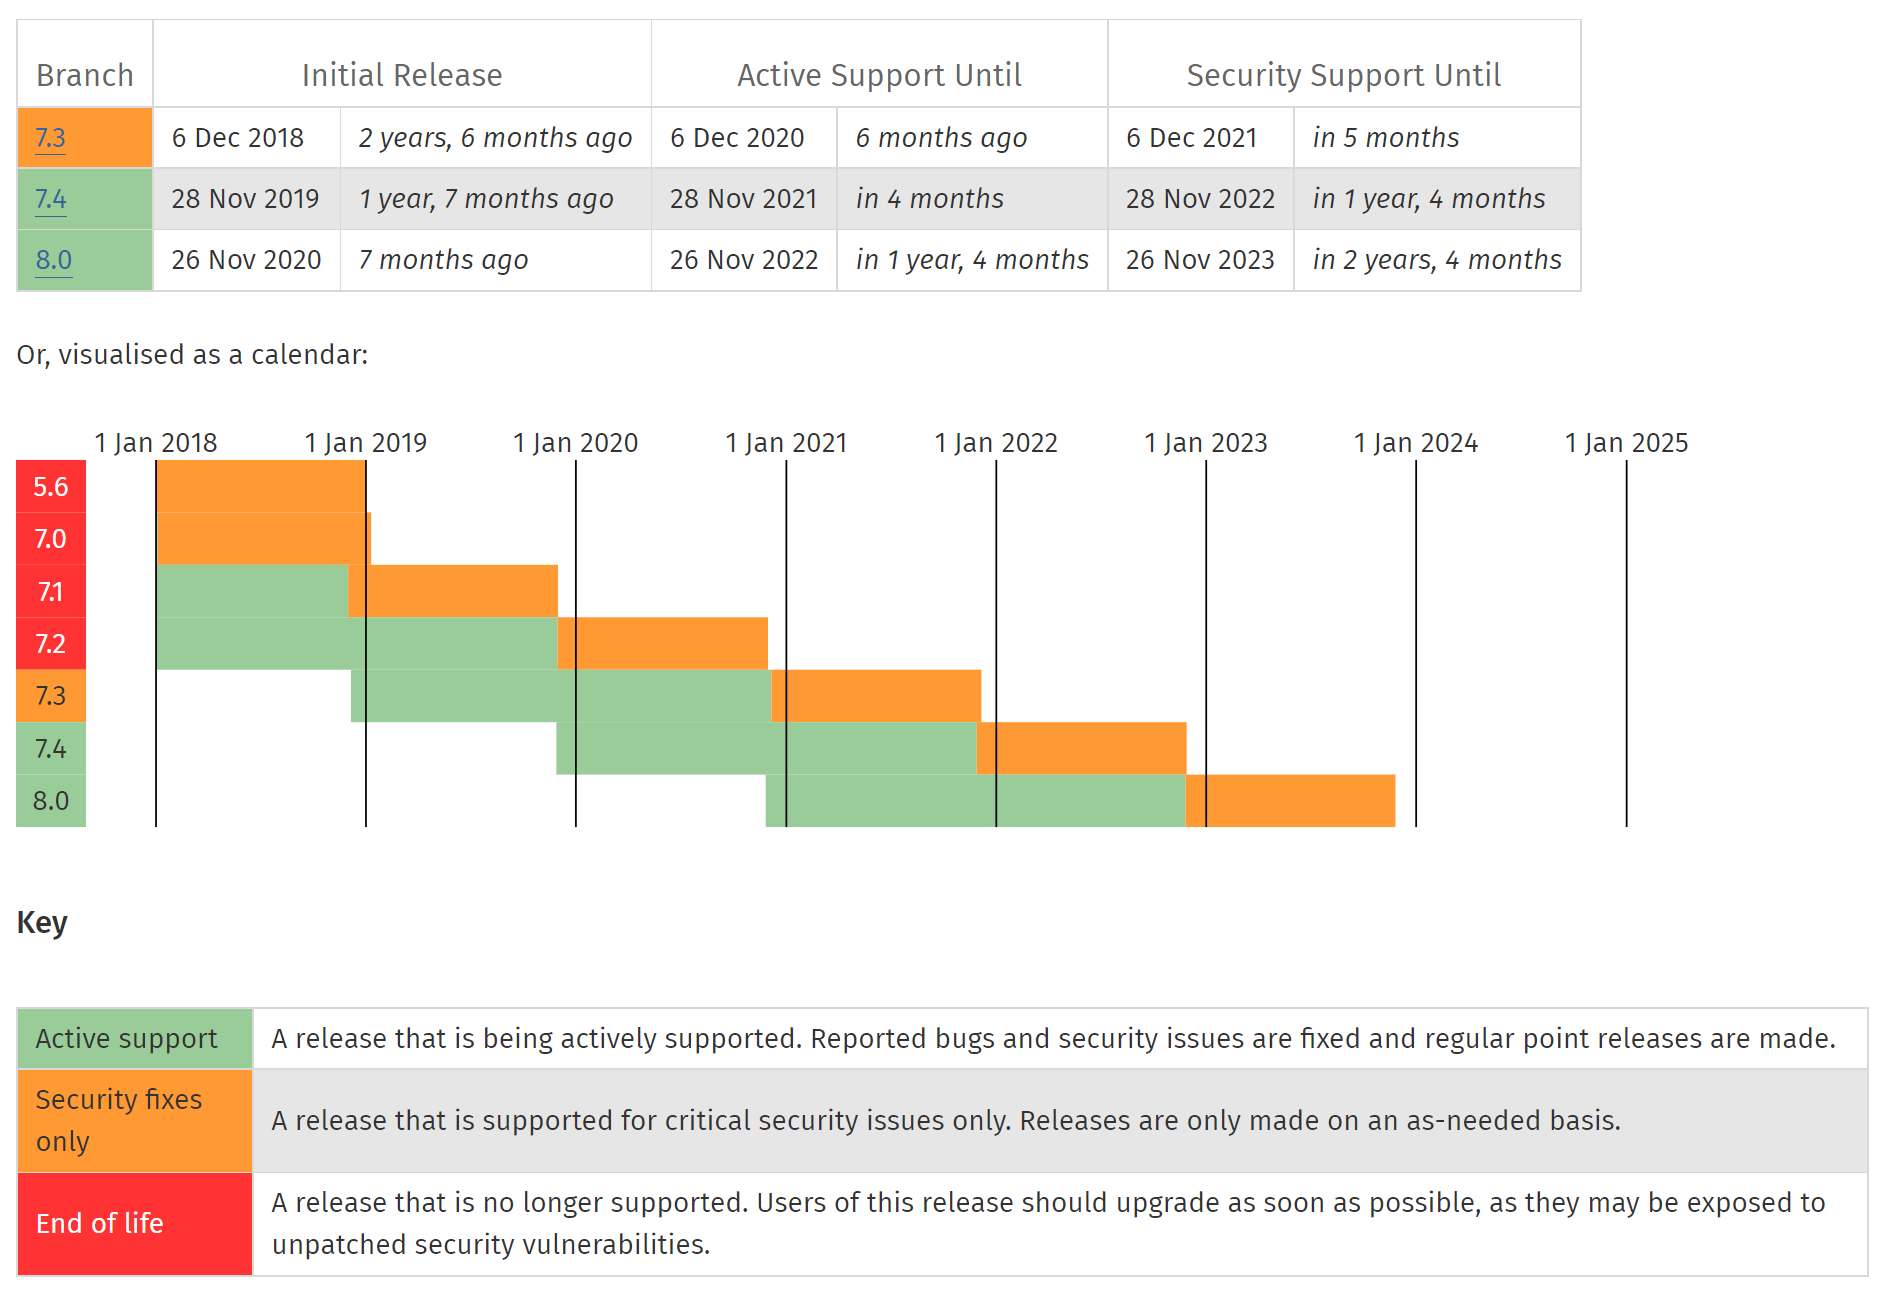 Branch Initial Release Active Support Until Security Support Until
7.3 6 Dec 2018 2 years, 6 months ago 6 Dec 2020 6 months ago 6 Dec 2021 in 5 months
7.4 28 Nov 2019 1 year, 7 months ago 28 Nov 2021 in 4 months 28 Nov 2022 in 1 year, 4 months
8.0 26 Nov 2020 7 months ago 26 Nov 2022 in 1 year, 4 months 26 Nov 2023 in 2 years, 4 months
Or, visualised as a calendar:
1 Jan 2018 1 Jan 2019 1 Jan 2020 1 Jan 2021 1 Jan 2022 1 Jan 2023 1 Jan 2024 1 Jan 2025
5.6
7.0
7.1
7.2
7.3
7.4
8.0
Key
Active support A release that is being actively supported. Reported bugs and security issues are fixed and regular point releases are made.
Security fixes
only
A release that is supported for critical security issues only. Releases are only made on an as-needed basis.
End of life
A release that is no longer supported. Users of this release should upgrade as soon as possible, as they may be exposed to
unpatched security vulnerabilities.